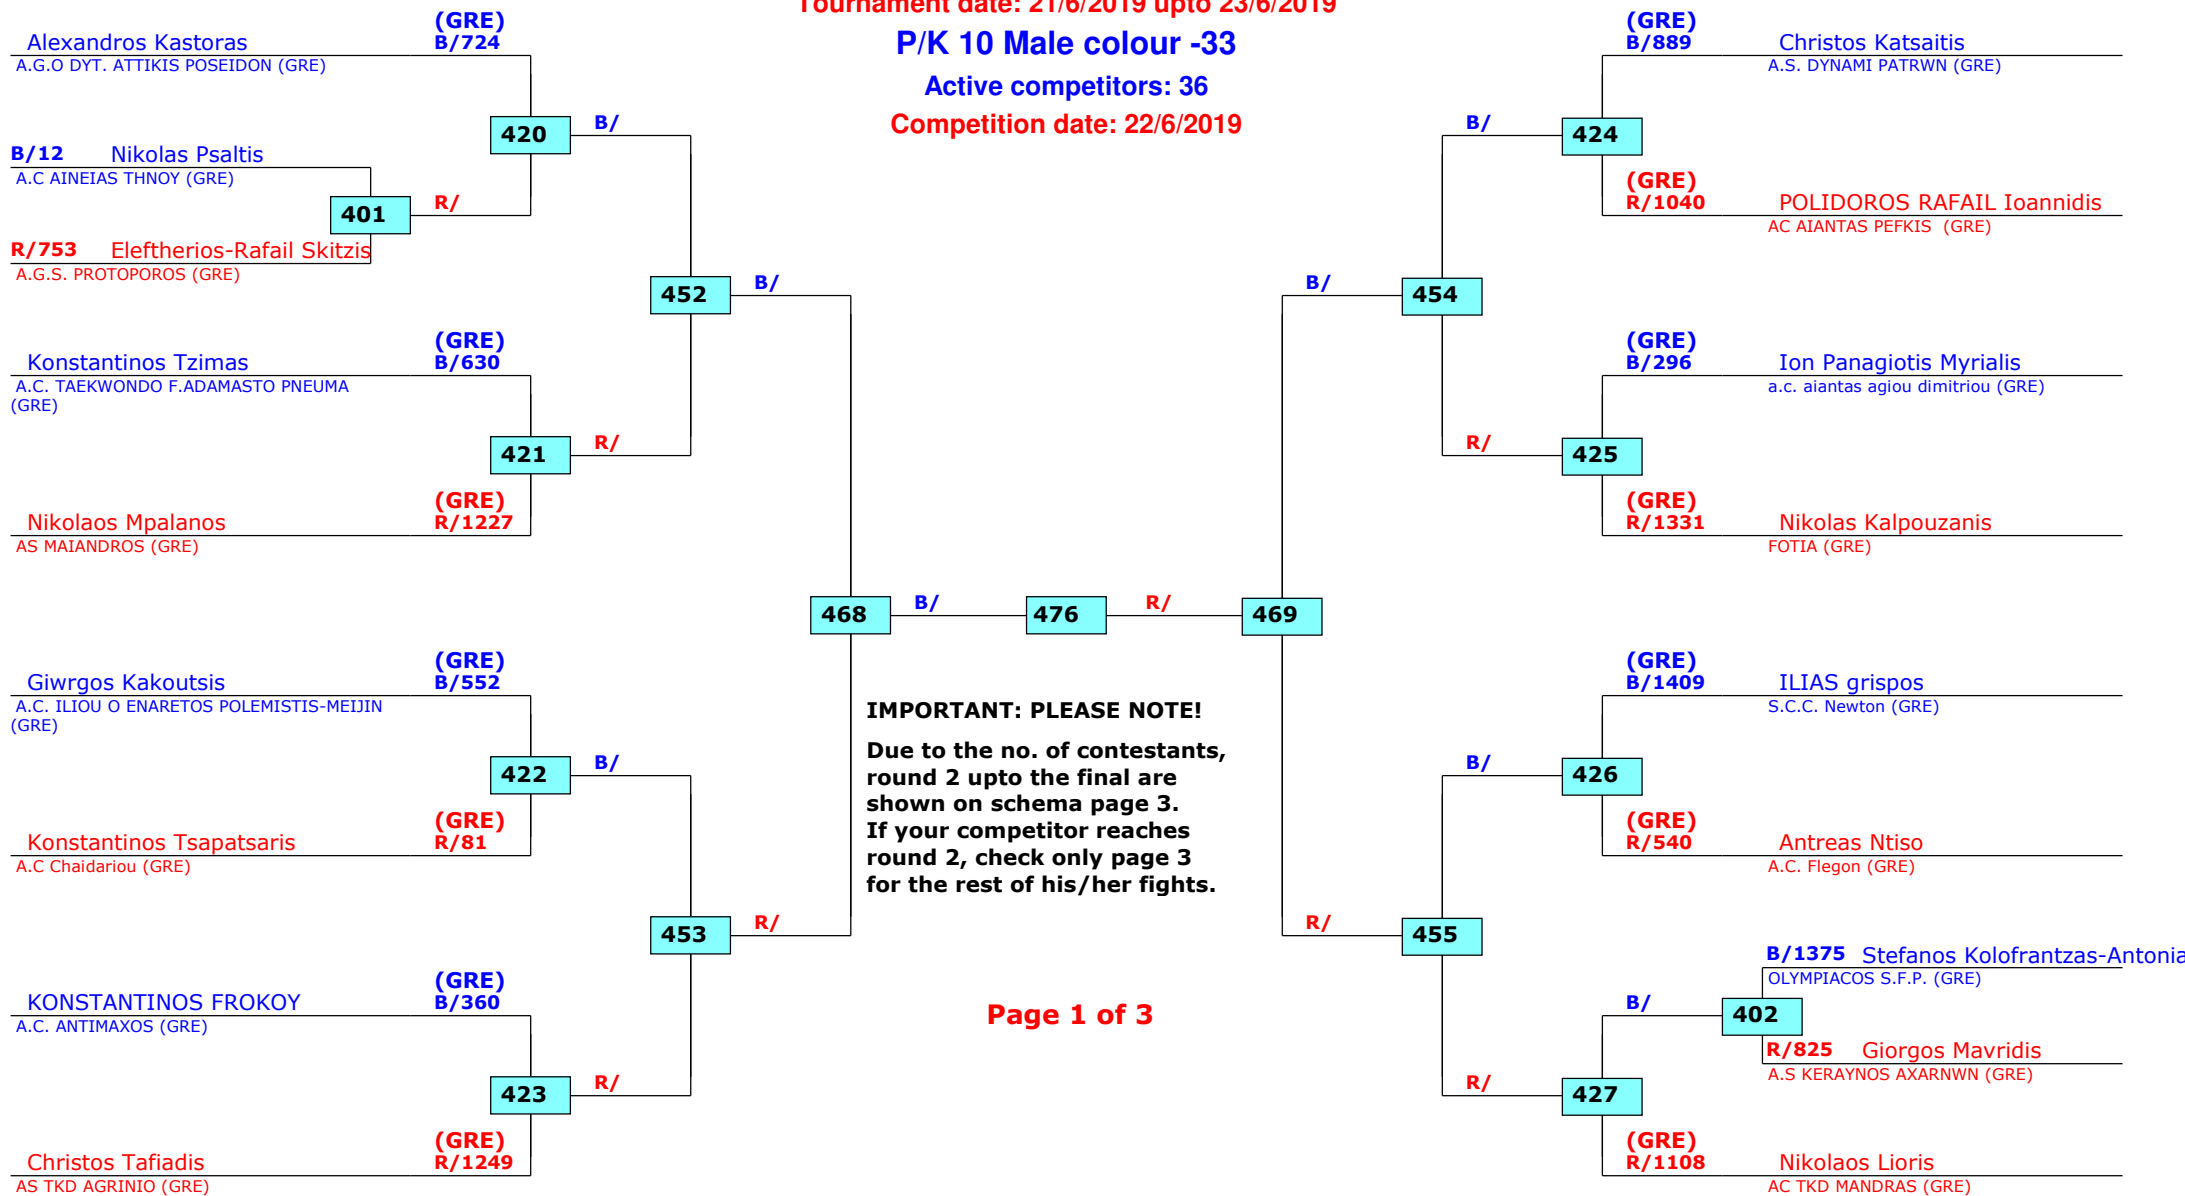 Tournament date: 21/6/2019 upto 23/6/2019
P/K 10 Male colour -33
Active competitors: 36
Competition date: 22/6/2019
(GRE)
Alexandros Kastoras B/724
A.G.O DYT. ATTIKIS POSEIDON (GRE)
420 B/
B/12 Nikolas Psaltis
A.C AINEIAS THNOY (GRE)
401 R/
R/753 Eleftherios-Rafail Skitzis
A.G.S. PROTOPOROS (GRE)
452 B/
(GRE)
Konstantinos Tzimas B/630
A.C. TAEKWONDO F.ADAMASTO PNEUMA
(GRE)
421 R/
(GRE)
Nikolaos Mpalanos R/1227
AS MAIANDROS (GRE)
468 B/ 476 R/ 469
(GRE)
Giwrgos Kakoutsis B/552
A.C. ILIOU O ENARETOS POLEMISTIS-MEIJIN
(GRE)
422 B/
(GRE)
Konstantinos Tsapatsaris R/81
A.C Chaidariou (GRE)
453 R/
(GRE)
KONSTANTINOS FROKOY B/360
A.C. ANTIMAXOS (GRE)
423 R/
(GRE)
Christos Tafiadis R/1249
AS TKD AGRINIO (GRE)
IMPORTANT: PLEASE NOTE!
Due to the no. of contestants,
round 2 upto the final are
shown on schema page 3.
If your competitor reaches
round 2, check only page 3
for the rest of his/her fights.
Page 1 of 3
(GRE)
B/889 Christos Katsaitis
A.S. DYNAMI PATRWN (GRE)
B/ 424
(GRE)
R/1040 POLIDOROS RAFAIL Ioannidis
AC AIANTAS PEFKIS (GRE)
B/ 454
(GRE)
B/296 Ion Panagiotis Myrialis
a.c. aiantas agiou dimitriou (GRE)
R/ 425
(GRE)
R/1331 Nikolas Kalpouzanis
FOTIA (GRE)
(GRE)
B/1409 ILIAS grispos
S.C.C. Newton (GRE)
B/ 426
(GRE)
R/540 Antreas Ntiso
A.C. Flegon (GRE)
R/ 455
B/1375 Stefanos Kolofrantzas-Antonia
OLYMPIACOS S.F.P. (GRE)
B/ 402
R/825 Giorgos Mavridis
A.S KERAYNOS AXARNWN (GRE)
R/ 427
(GRE)
R/1108 Nikolaos Lioris
AC TKD MANDRAS (GRE)